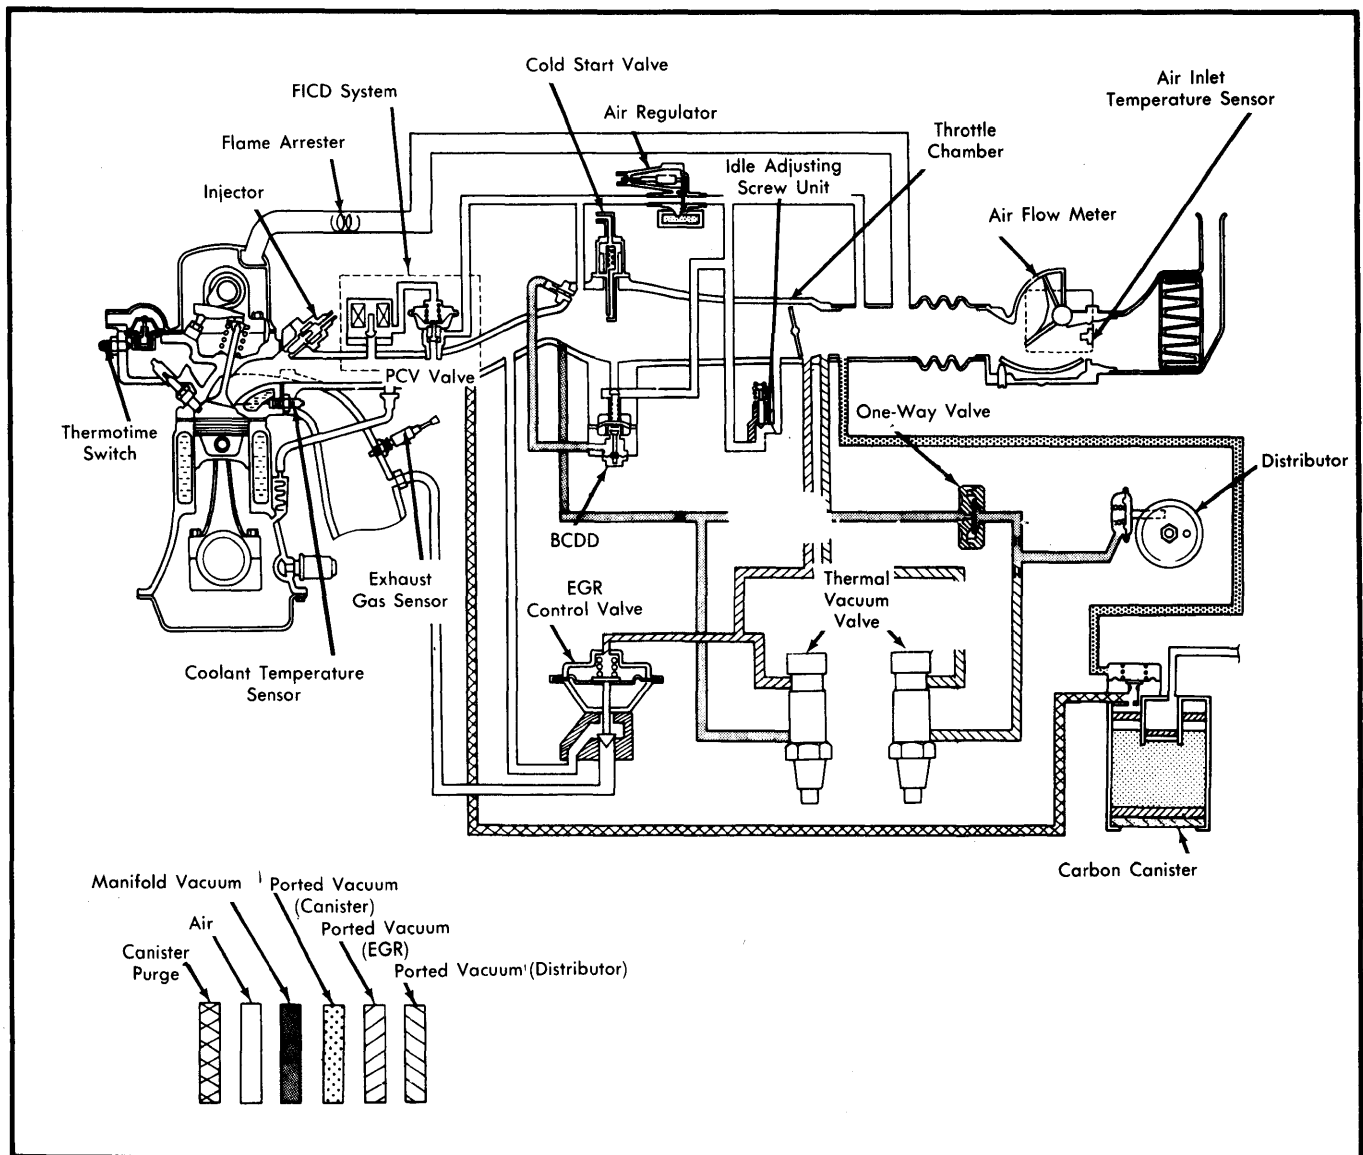 Cold Start Valve
FICD System
Air Inlet
Temperature Sensor
Air Regulator
Flame Arrester
Throttle
Chamber
Idle Adjusting
Screw Unit
Injector
Air Flow Meter
PCV Valve
One-Way Valve
Thermotime
Switch
Distributor
BCDD
Exhaust
Gas Sensor
EGR
Control Valve
Thermal
Vacuum
Valve
Coolant Temperature
Sensor
Carbon Canister
Manifold Vacuum
Ported Vacuum
(Canister)
Air
Ported Vacuum
(EGR)
Canister
Purge
Ported Vacuum (Distributor)